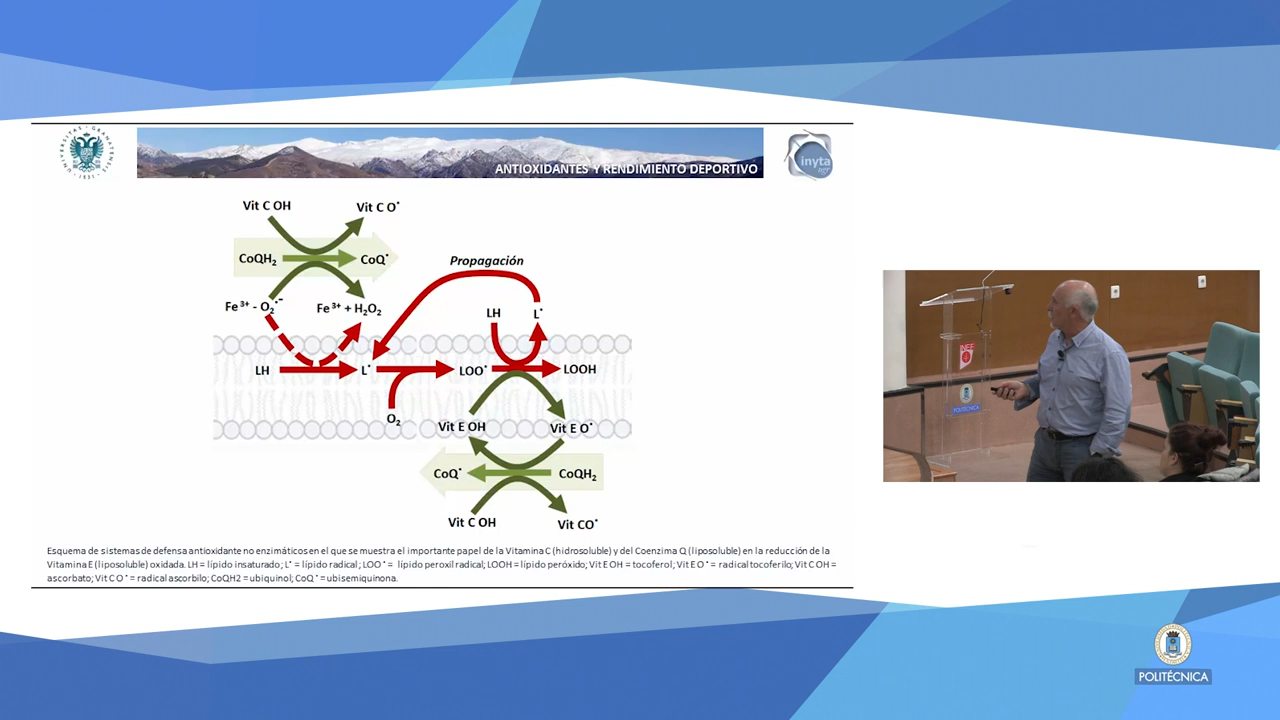 UNIVERSITAS · GRANATENSIS · 1531 ·
ANTIOXIDANTES Y RENDIMIENTO DEPORTIVO
inyta
Vit C OH
Vit C O•
CoQH2
CoQ•
Propagación
Fe3+ - O2•-
Fe3+ + H2O2
LH
L•
LH
L•
LOO•
LOOH
O2
Vit E OH
Vit E O•
CoQ•
CoQH2
Vit C OH
Vit CO•
Esquema de sistemas de defensa antioxidante no enzimáticos en el que se muestra el importante papel de la Vitamina C (hidrosoluble) y del Coenzima Q (liposoluble) en la reducción de la
Vitamina E (liposoluble) oxidada. LH = lípido insaturado; L• = lípido radical; LOO• = lípido peroxil radical; LOOH = lípido peróxido; Vit E OH = tocoferol; Vit E O• = radical tocoferilo; Vit C OH =
ascorbato; Vit C O• = radical ascorbilo; CoQH2 = ubiquinol; CoQ• = ubisemiquinona.
INEF
POLITÉCNICA
POLITÉCNICA